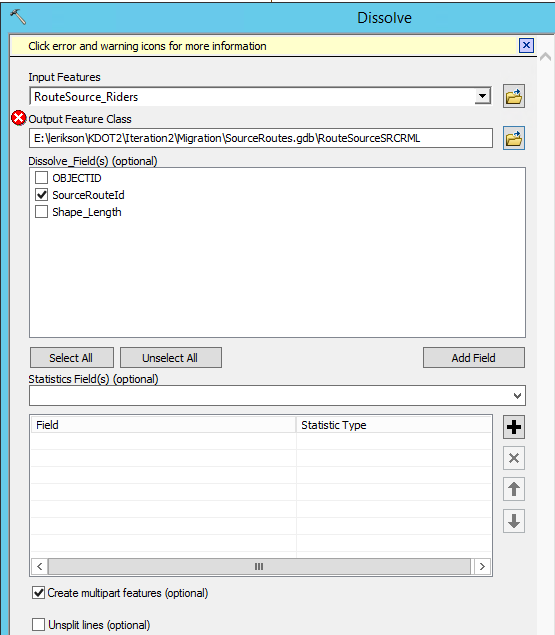 Dissolve
Click error and warning icons for more information
Input Features
RouteSource_Riders
Output Feature Class
E:\lerikson\KDOT2\Iteration2\Migration\SourceRoutes.gdb\RouteSourceSRCRML
Dissolve_Field(s) (optional)
OBJECTID
SourceRouteId
Shape_Length
Select All Unselect All Add Field
Statistics Field(s) (optional)
Field Statistic Type
Create multipart features (optional)
Unsplit lines (optional)